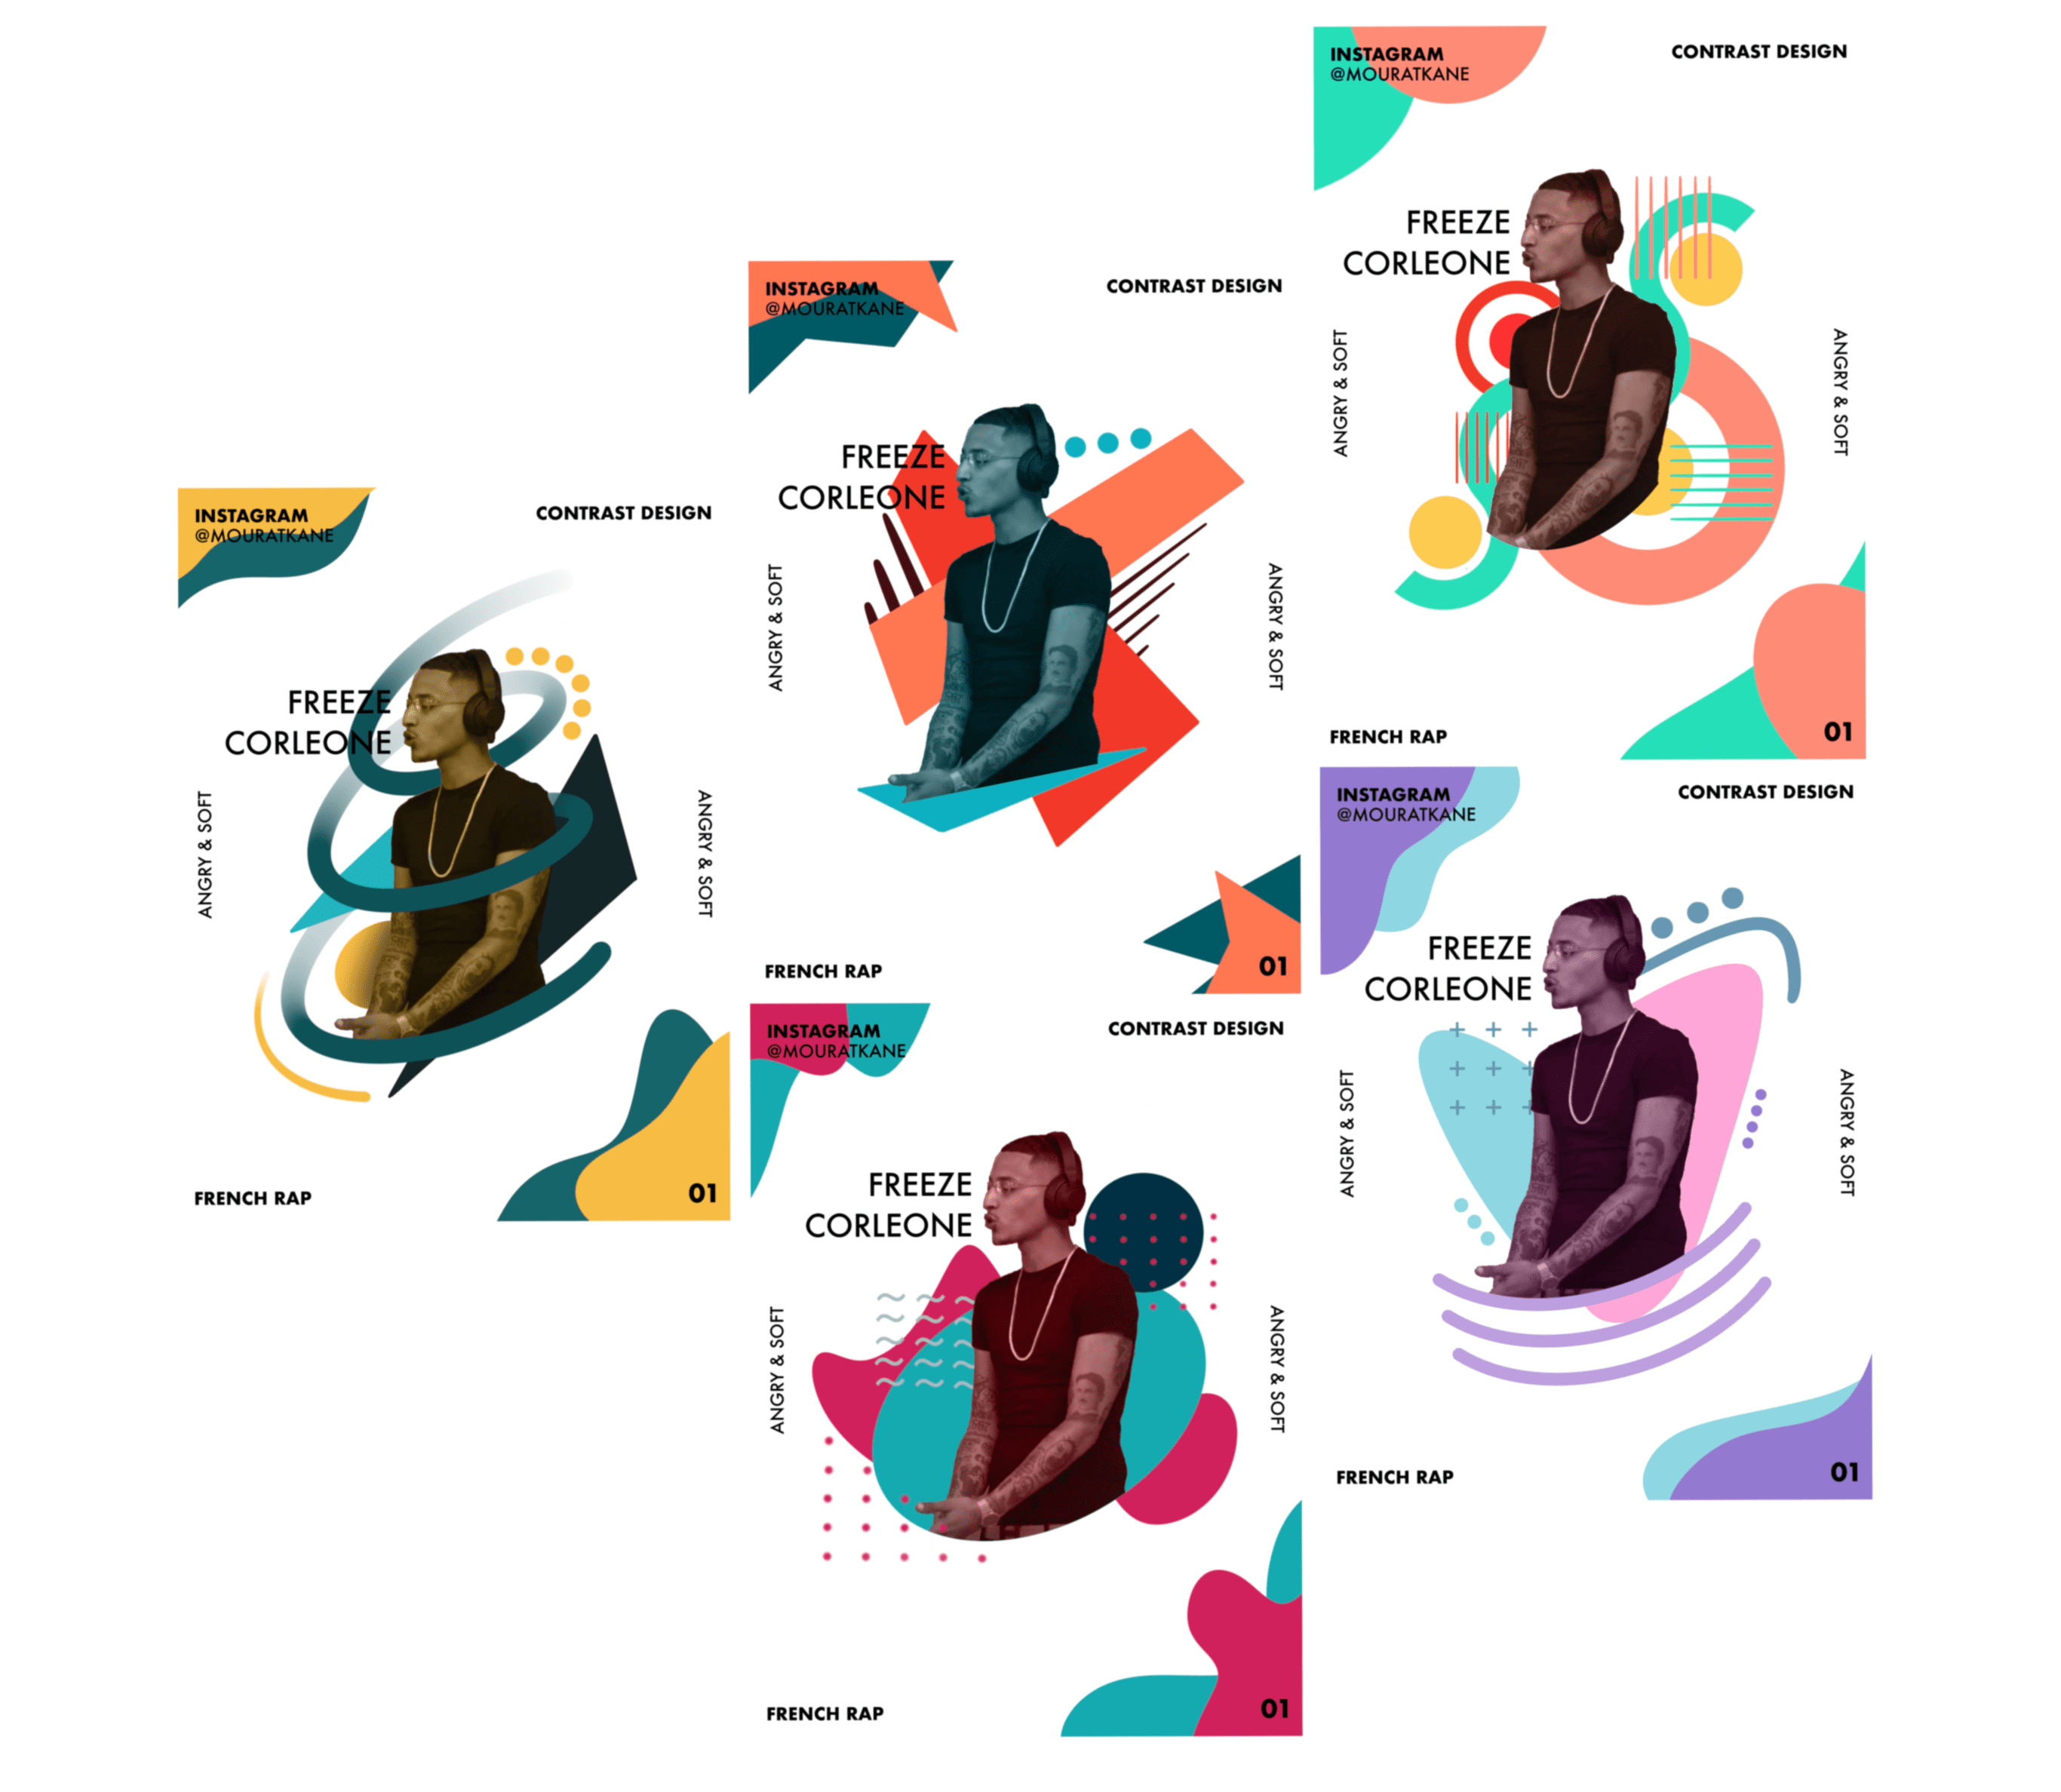 INSTAGRAM
@MOURATKANE
CONTRAST DESIGN
FREEZE
CORLEONE
ANGRY & SOFT
ANGRY & SOFT
FRENCH RAP
01
INSTAGRAM
@MOURATKANE
CONTRAST DESIGN
FREEZE
CORLEONE
ANGRY & SOFT
ANGRY & SOFT
FRENCH RAP
01
INSTAGRAM
@MOURATKANE
CONTRAST DESIGN
FREEZE
CORLEONE
ANGRY & SOFT
ANGRY & SOFT
FRENCH RAP
01
INSTAGRAM
@MOURATKANE
CONTRAST DESIGN
FREEZE
CORLEONE
ANGRY & SOFT
ANGRY & SOFT
FRENCH RAP
01
INSTAGRAM
@MOURATKANE
CONTRAST DESIGN
FREEZE
CORLEONE
ANGRY & SOFT
ANGRY & SOFT
FRENCH RAP
01